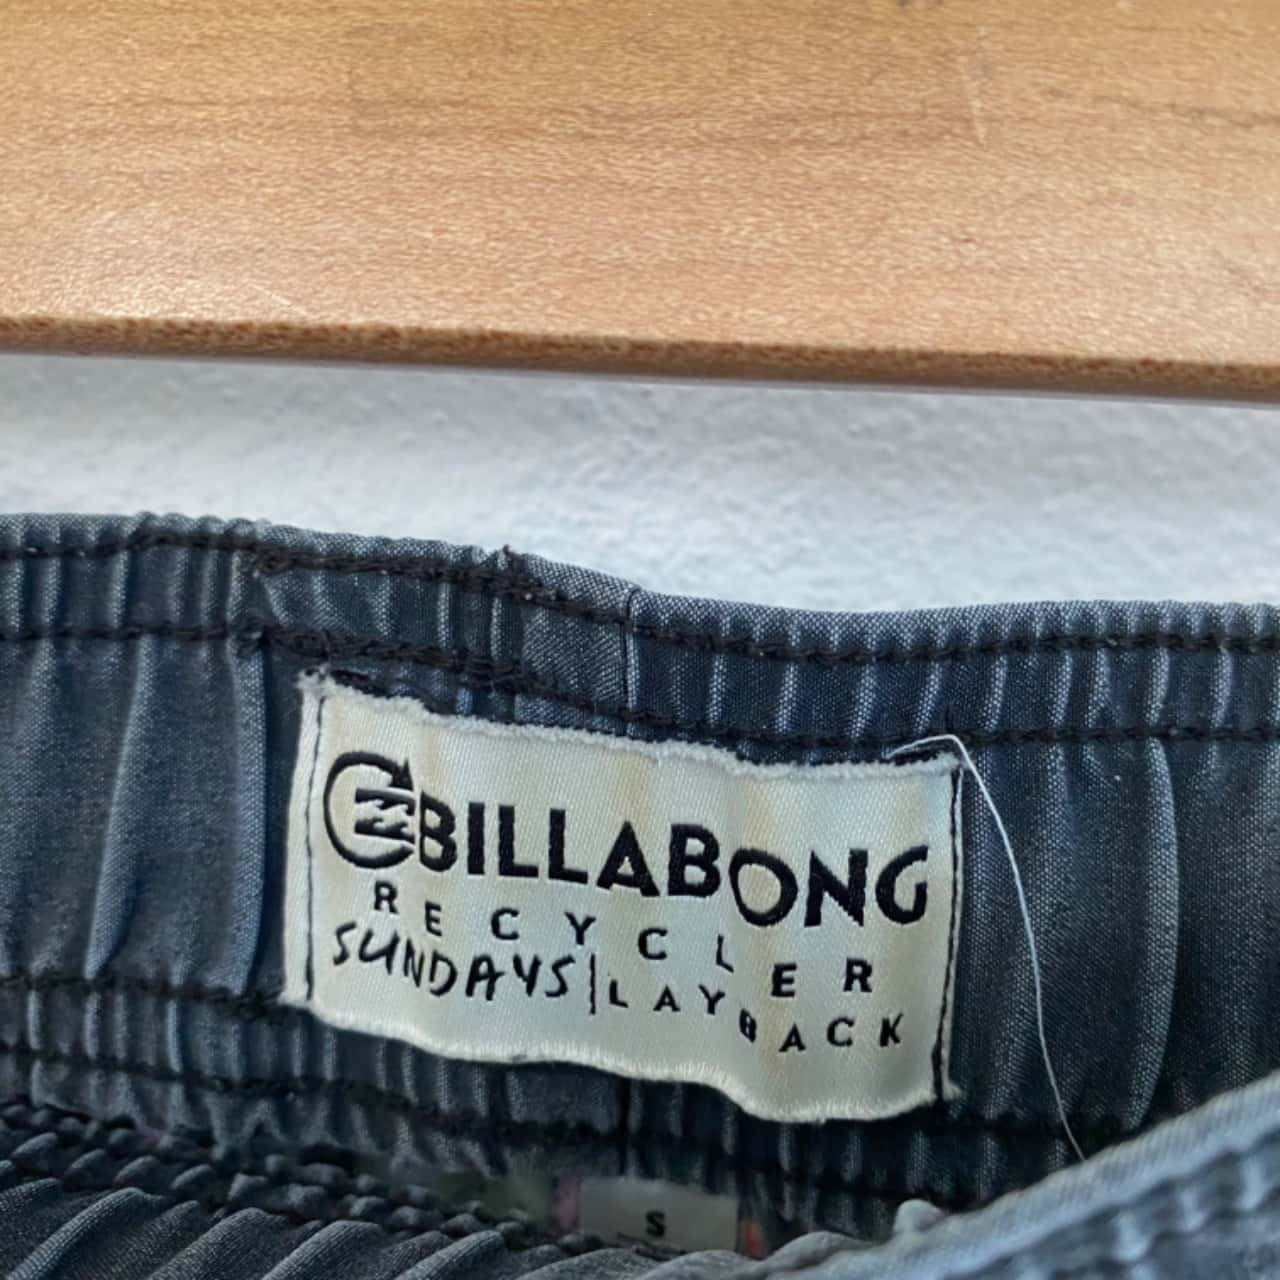 BILLABONG
RECYCLER
SUNDAYS | LAYBACK
S